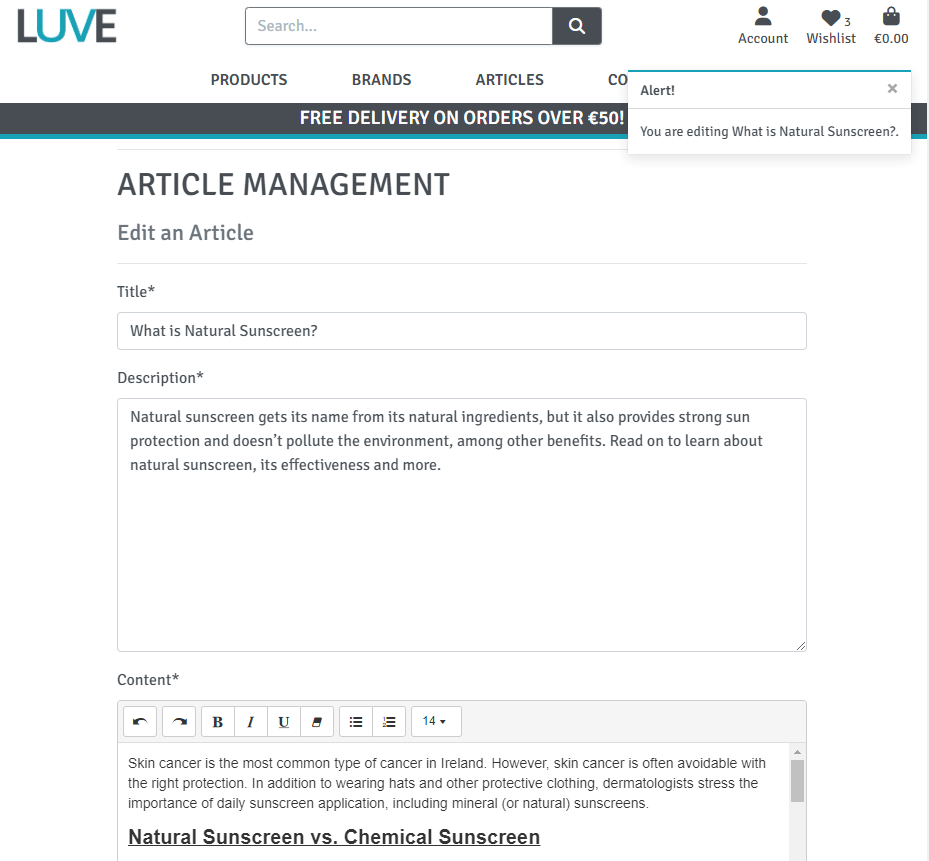 LUVE
Search...
3
Account
Wishlist
€0.00
PRODUCTS
BRANDS
ARTICLES
CO
Alert!
×
You are editing What is Natural Sunscreen?.
FREE DELIVERY ON ORDERS OVER €50!
ARTICLE MANAGEMENT
Edit an Article
Title*
What is Natural Sunscreen?
Description*
Natural sunscreen gets its name from its natural ingredients, but it also provides strong sun
protection and doesn’t pollute the environment, among other benefits. Read on to learn about
natural sunscreen, its effectiveness and more.
Content*
B I U 14
Skin cancer is the most common type of cancer in Ireland. However, skin cancer is often avoidable with
the right protection. In addition to wearing hats and other protective clothing, dermatologists stress the
importance of daily sunscreen application, including mineral (or natural) sunscreens.
Natural Sunscreen vs. Chemical Sunscreen